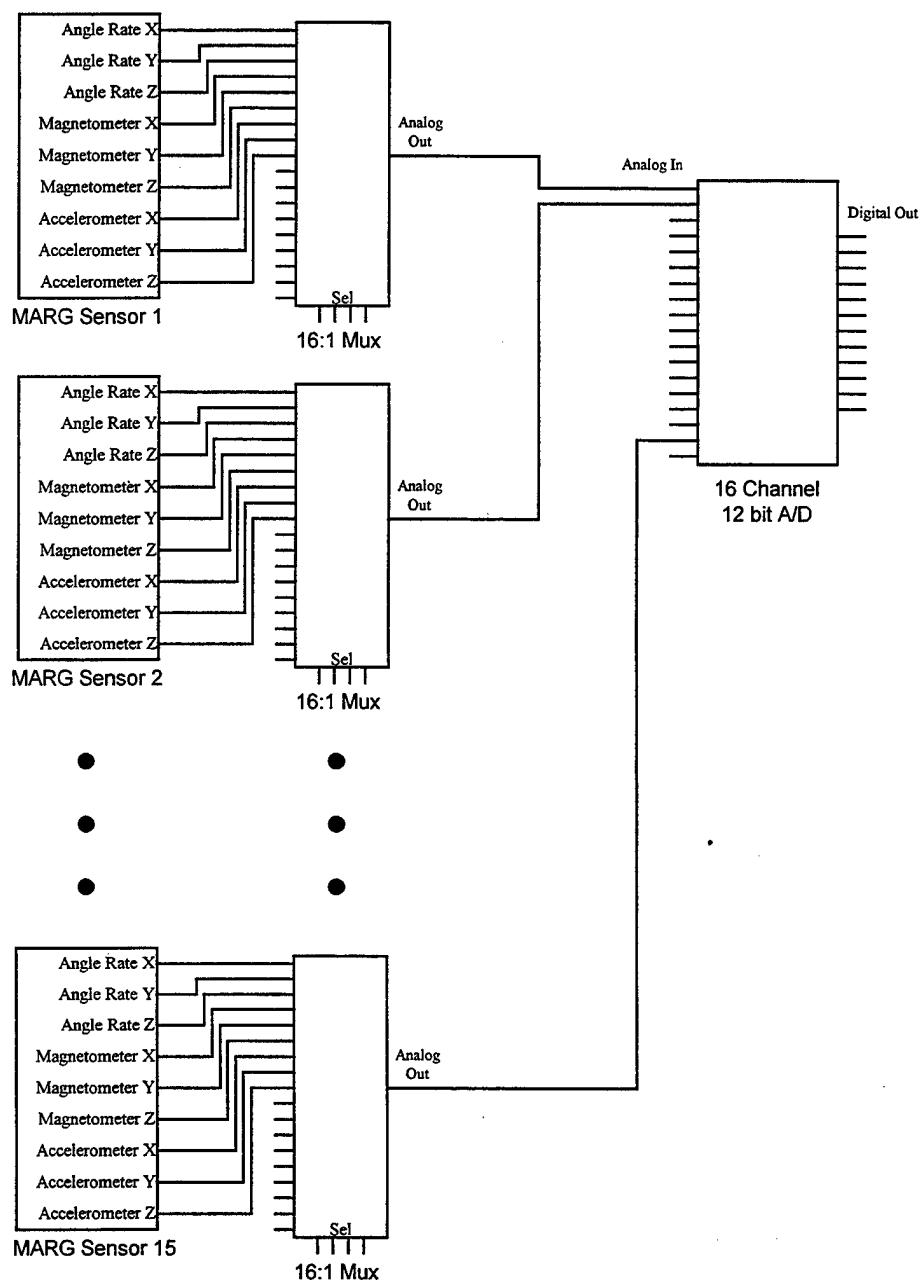 Angle Rate X
Angle Rate Y
Angle Rate Z
Magnetometer X
Magnetometer Y
Magnetometer Z
Accelerometer X
Accelerometer Y
Accelerometer Z
MARG Sensor 1
Sel
16:1 Mux
Analog
Out
Analog In
Digital Out
16 Channel
12 bit A/D
Angle Rate X
Angle Rate Y
Angle Rate Z
Magnetometer X
Magnetometer Y
Magnetometer Z
Accelerometer X
Accelerometer Y
Accelerometer Z
MARG Sensor 2
Sel
16:1 Mux
Analog
Out
Angle Rate X
Angle Rate Y
Angle Rate Z
Magnetometer X
Magnetometer Y
Magnetometer Z
Accelerometer X
Accelerometer Y
Accelerometer Z
MARG Sensor 15
Sel
16:1 Mux
Analog
Out